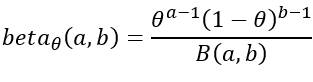 beta_θ(a, b) = θ^{a−1}(1 − θ)^{b−1} / B(a, b)